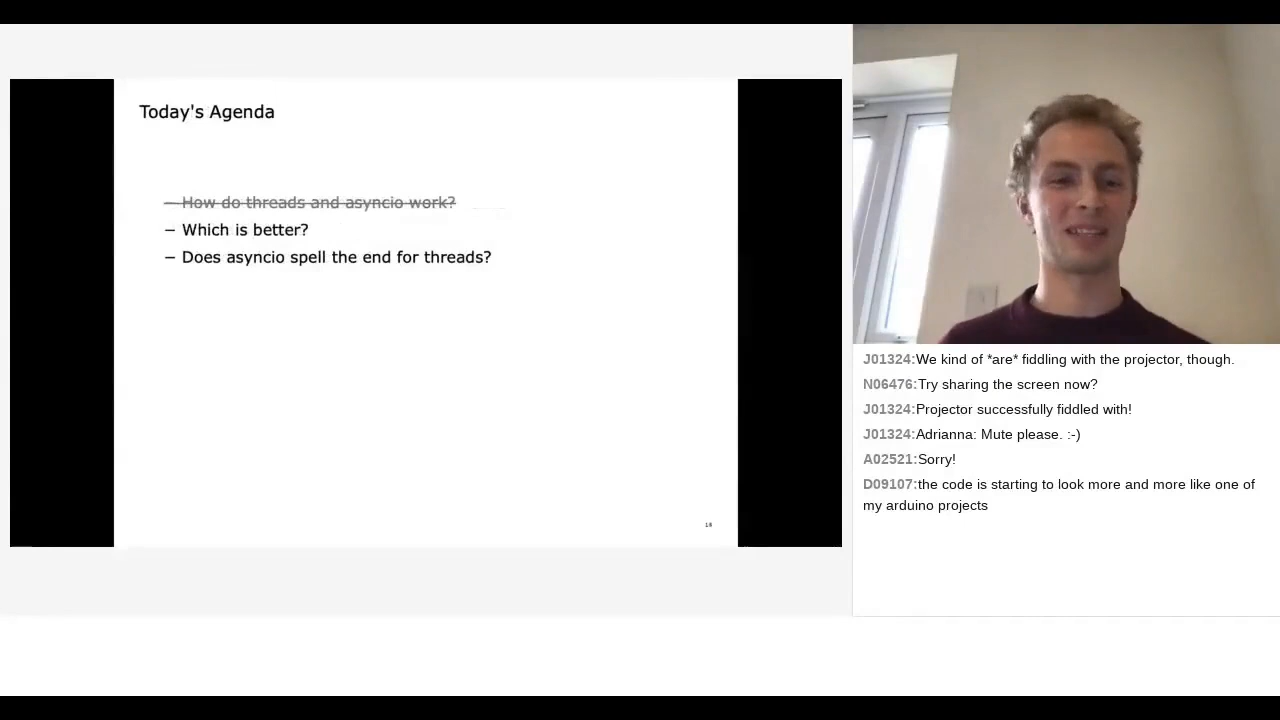 Today's Agenda
– How do threads and asyncio work?
– Which is better?
– Does asyncio spell the end for threads?
16
J01324:We kind of *are* fiddling with the projector, though.
N06476:Try sharing the screen now?
J01324:Projector successfully fiddled with!
J01324:Adrianna: Mute please. :-)
A02521:Sorry!
D09107:the code is starting to look more and more like one of
my arduino projects